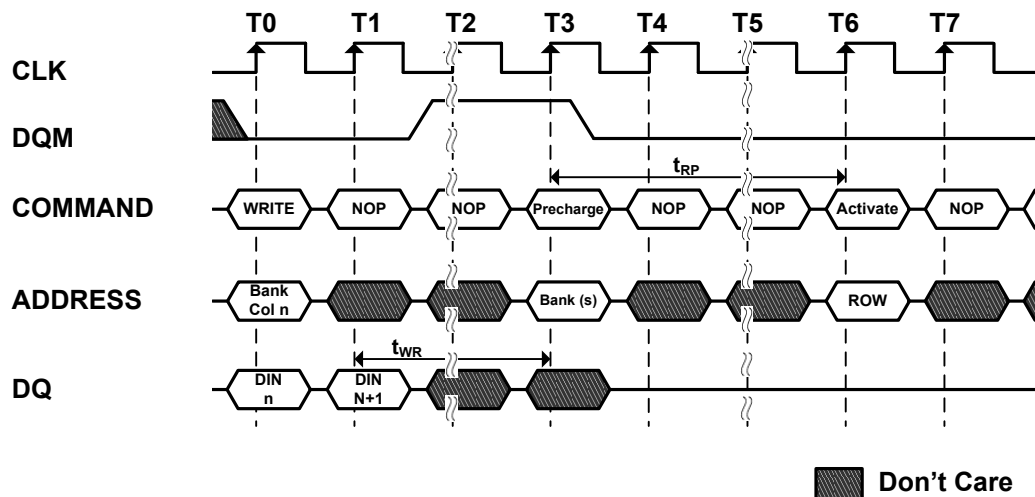 T0 T1 T2 T3 T4 T5 T6 T7
CLK
DQM
tRP
COMMAND WRITE NOP NOP Precharge NOP NOP Activate NOP
ADDRESS Bank Col n Bank (s) ROW
tWR
DQ DIN n DIN N+1
Don't Care